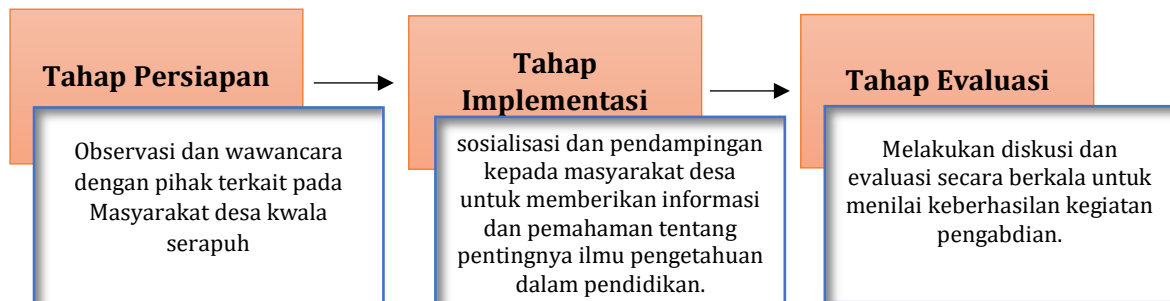 Tahap Persiapan
Observasi dan wawancara
dengan pihak terkait pada
Masyarakat desa kwala
serapuh
Tahap
Implementasi
sosialisasi dan pendampingan
kepada masyarakat desa
untuk memberikan informasi
dan pemahaman tentang
pentingnya ilmu pengetahuan
dalam pendidikan.
Tahap Evaluasi
Melakukan diskusi dan
evaluasi secara berkala untuk
menilai keberhasilan kegiatan
pengabdian.